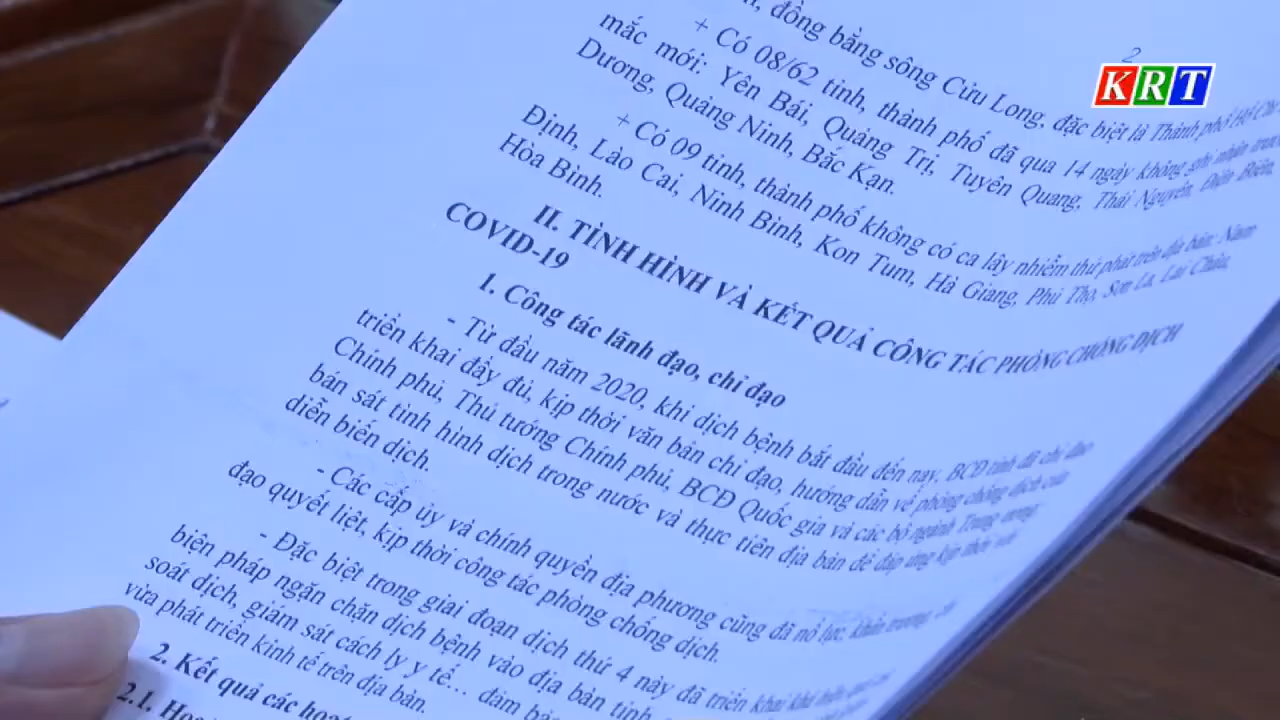 2
KRT
đồng bằng sông Cửu Long, đặc biệt là Thành phố Hồ Chí
+ Có 08/62 tỉnh, thành phố đã qua 14 ngày không ghi nhận trường
mắc mới: Yên Bái, Quảng Trị, Tuyên Quang, Thái Nguyên, Điện Biên,
Dương, Quảng Ninh, Bắc Kạn.
+ Có 09 tỉnh, thành phố không có ca lây nhiễm thứ phát trên địa bàn: Nam
Định, Lào Cai, Ninh Bình, Kon Tum, Hà Giang, Phú Thọ, Sơn La, Lai Châu,
Hòa Bình.
II. TÌNH HÌNH VÀ KẾT QUẢ CÔNG TÁC PHÒNG CHỐNG DỊCH
COVID-19
1. Công tác lãnh đạo, chỉ đạo
- Từ đầu năm 2020, khi dịch bệnh bắt đầu đến nay, BCĐ tỉnh đã chỉ đạo
triển khai đầy đủ, kịp thời văn bản chỉ đạo, hướng dẫn về phòng chống dịch của
Chính phủ, Thủ tướng Chính phủ, BCĐ Quốc gia và các bộ ngành Trung ương
bán sát tình hình dịch trong nước và thực tiễn địa bàn để đáp ứng kịp thời với
diễn biến dịch.
- Các cấp ủy và chính quyền địa phương cũng đã nỗ lực, khẩn trương, chỉ
đạo quyết liệt, kịp thời công tác phòng chống dịch.
- Đặc biệt trong giai đoạn dịch thứ 4 này đã triển khai khá hiệu quả các
biện pháp ngăn chặn dịch bệnh vào địa bàn tỉnh
soát dịch, giám sát cách ly y tế... đảm bảo
vừa phát triển kinh tế trên địa bàn.
2. Kết quả các hoạt
2.1.